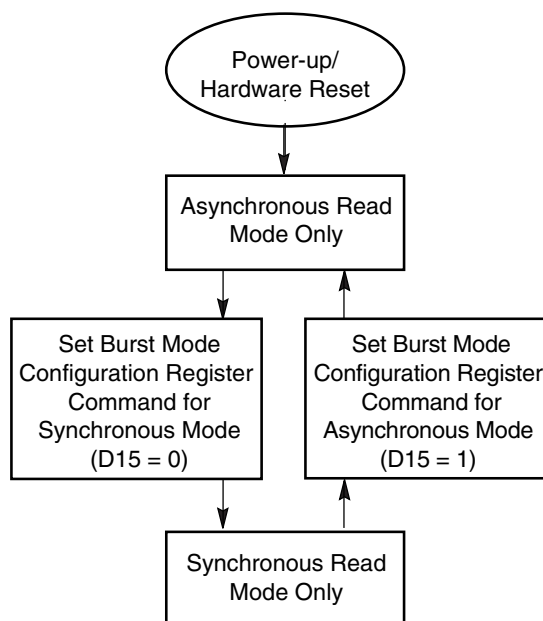 Power-up/
Hardware Reset
Asynchronous Read
Mode Only
Set Burst Mode
Configuration Register
Command for
Synchronous Mode
(D15 = 0)
Set Burst Mode
Configuration Register
Command for
Asynchronous Mode
(D15 = 1)
Synchronous Read
Mode Only